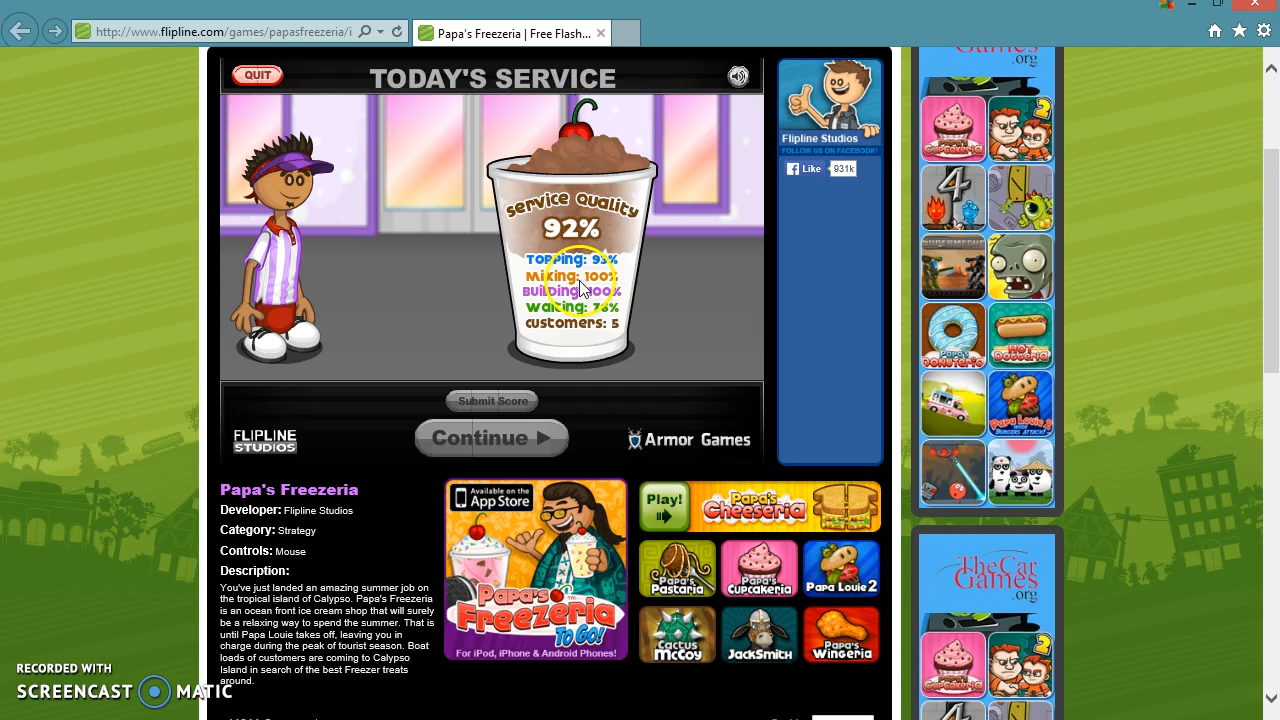 http://www.flipline.com/games/papasfreezeria/i
Papa's Freezeria | Free Flash...
QUIT
TODAY'S SERVICE
Service Quality
92%
Topping: 93%
Mixing: 100%
Building: 100%
customers: 5
Submit Score
Continue
FLIPLINE
STUDIOS
Armor Games
Flipline Studios
FOLLOW US ON FACEBOOK!
Like 931k
Games
.org
Papa's
Cupcakeria
2
4
SUPERMECHS
Papa's
Donuteria
Papa's
Hot
Doggeria
Papa Louie 2
Papa's Freezeria
Developer: Flipline Studios
Category: Strategy
Controls: Mouse
Description:
You've just landed an amazing summer job on
the tropical island of Calypso. Papa's Freezeria
is an ocean front ice cream shop that will surely
be a relaxing way to spend the summer. That is
until Papa Louie takes off, leaving you in
charge during the peak of tourist season. Boat
loads of customers are coming to Calypso
Island in search of the best Freezer treats
around.
Available on the
App Store
Papa's
Freezeria
TO GO!
For iPod, iPhone & Android Phones!
Play!
Papa's
Cheeseria
Papa's
Pastaria
Papa's
Cupcakeria
Papa Louie 2
Cactus
McCoy
JackSmith
Papa's
Wingeria
TheCar
Games
.org
Papa's
Cupcakeria
2
RECORDED WITH
SCREENCAST MATIC